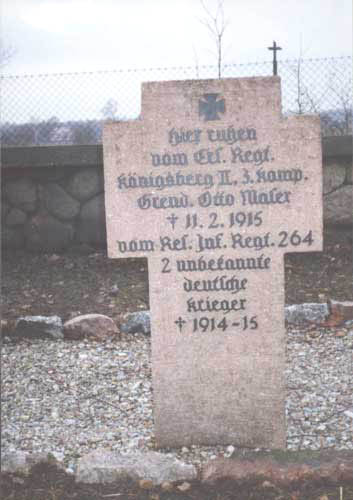 hier ruhen
vom Ers. Regt.
Königsberg II, 3. Komp.
Gren. Otto Maser
† 11. 2. 1915
vom Res. Inf. Regt. 264
2 unbekannte
deutsche
Krieger
† 1914-15